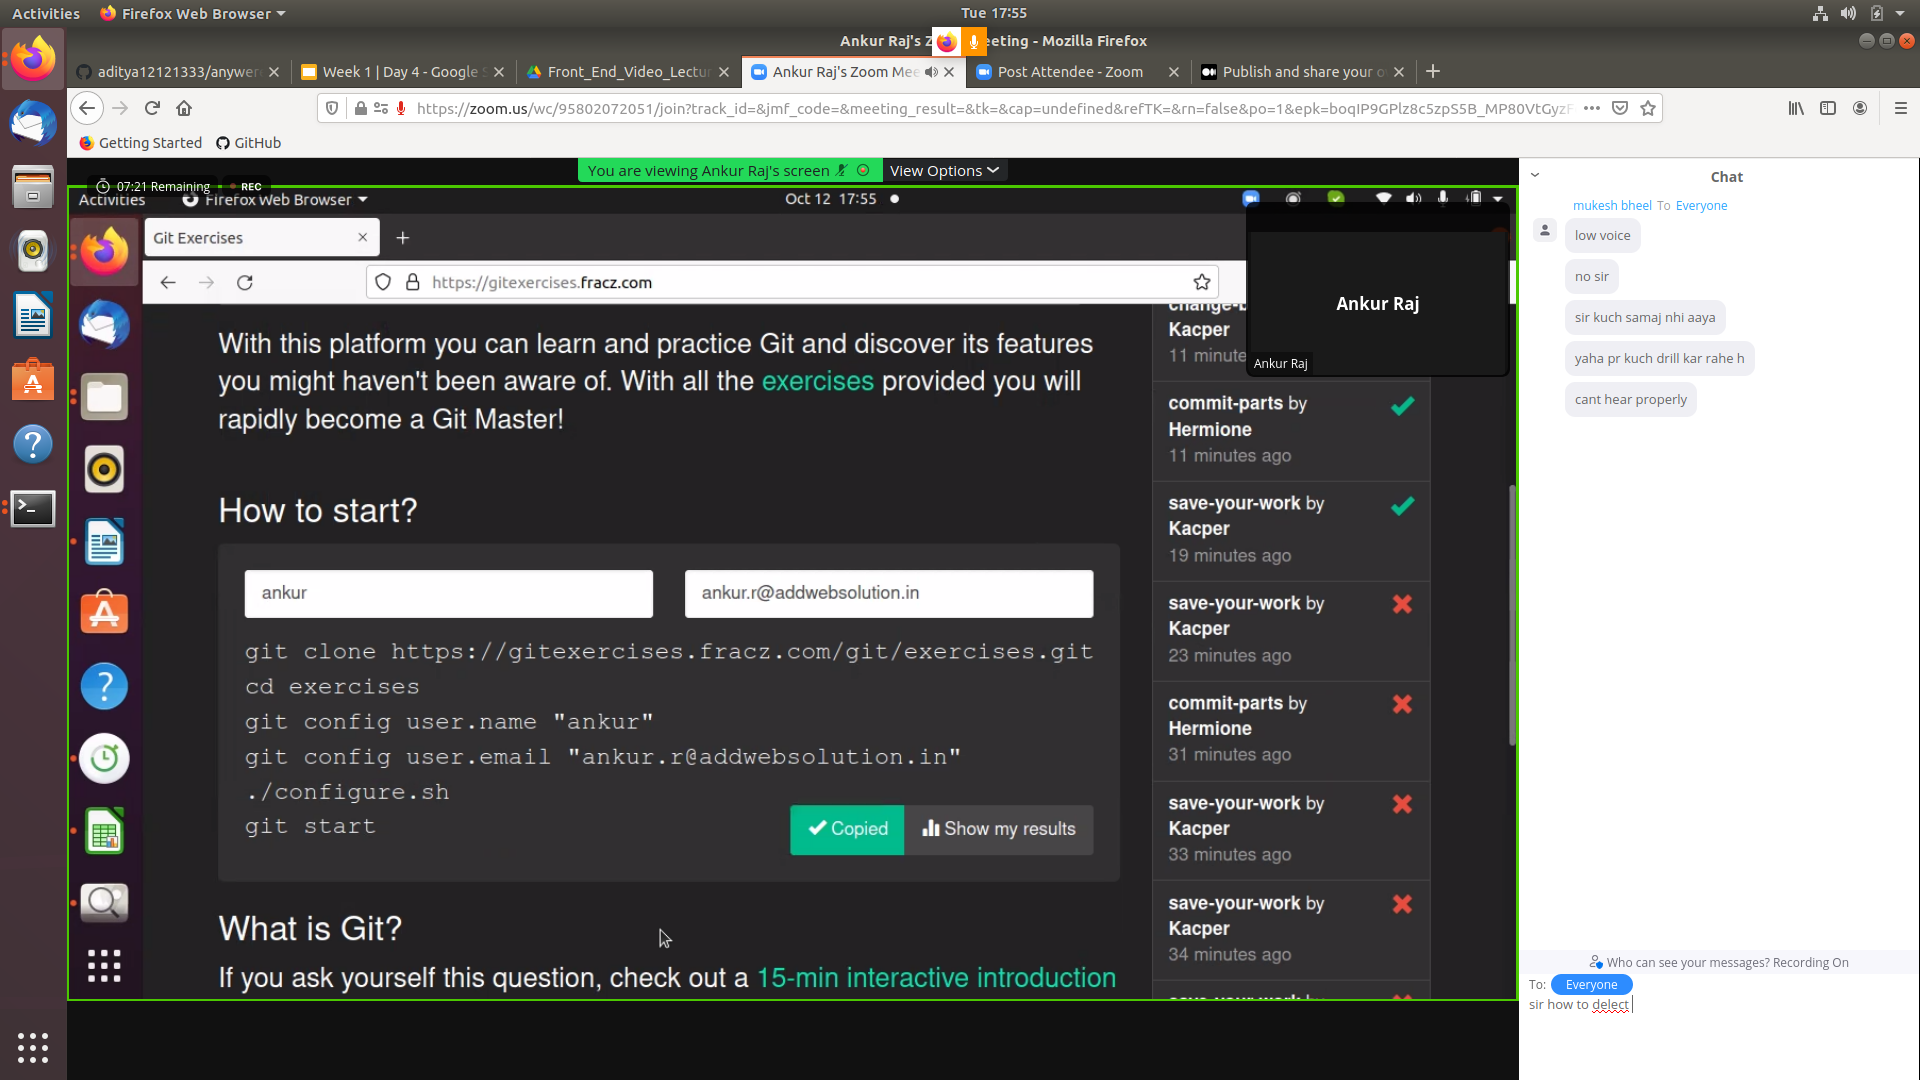 Activities
Firefox Web Browser
Tue 17:55
Ankur Raj's Z
eeting - Mozilla Firefox
aditya12121333/anywer
Week 1 | Day 4 - Google S
Front_End_Video_Lectur
Ankur Raj's Zoom Mee
Post Attendee - Zoom
Publish and share your o
https://zoom.us/wc/95802072051/join?track_id=&jmf_code=&meeting_result=&tk=&cap=undefined&refTK=&rn=false&po=1&epk=boqIP9GPlz8c5zpS5B_MP80VtGyzF
Getting Started
GitHub
You are viewing Ankur Raj's screen
View Options
07:21 Remaining
REC
Activities
Firefox Web Browser
Oct 12 17:55
Git Exercises
https://gitexercises.fracz.com
Ankur Raj
Ankur Raj
With this platform you can learn and practice Git and discover its features
you might haven't been aware of. With all the exercises provided you will
rapidly become a Git Master!
How to start?
ankur
ankur.r@addwebsolution.in
git clone https://gitexercises.fracz.com/git/exercises.git
cd exercises
git config user.name "ankur"
git config user.email "ankur.r@addwebsolution.in"
./configure.sh
git start
Copied
Show my results
What is Git?
If you ask yourself this question, check out a 15-min interactive introduction
Kacper
11 minute
commit-parts by
Hermione
11 minutes ago
save-your-work by
Kacper
19 minutes ago
save-your-work by
Kacper
23 minutes ago
commit-parts by
Hermione
31 minutes ago
save-your-work by
Kacper
33 minutes ago
save-your-work by
Kacper
34 minutes ago
Chat
mukesh bheel To Everyone
low voice
no sir
sir kuch samaj nhi aaya
yaha pr kuch drill kar rahe h
cant hear properly
Who can see your messages? Recording On
To: Everyone
sir how to delect